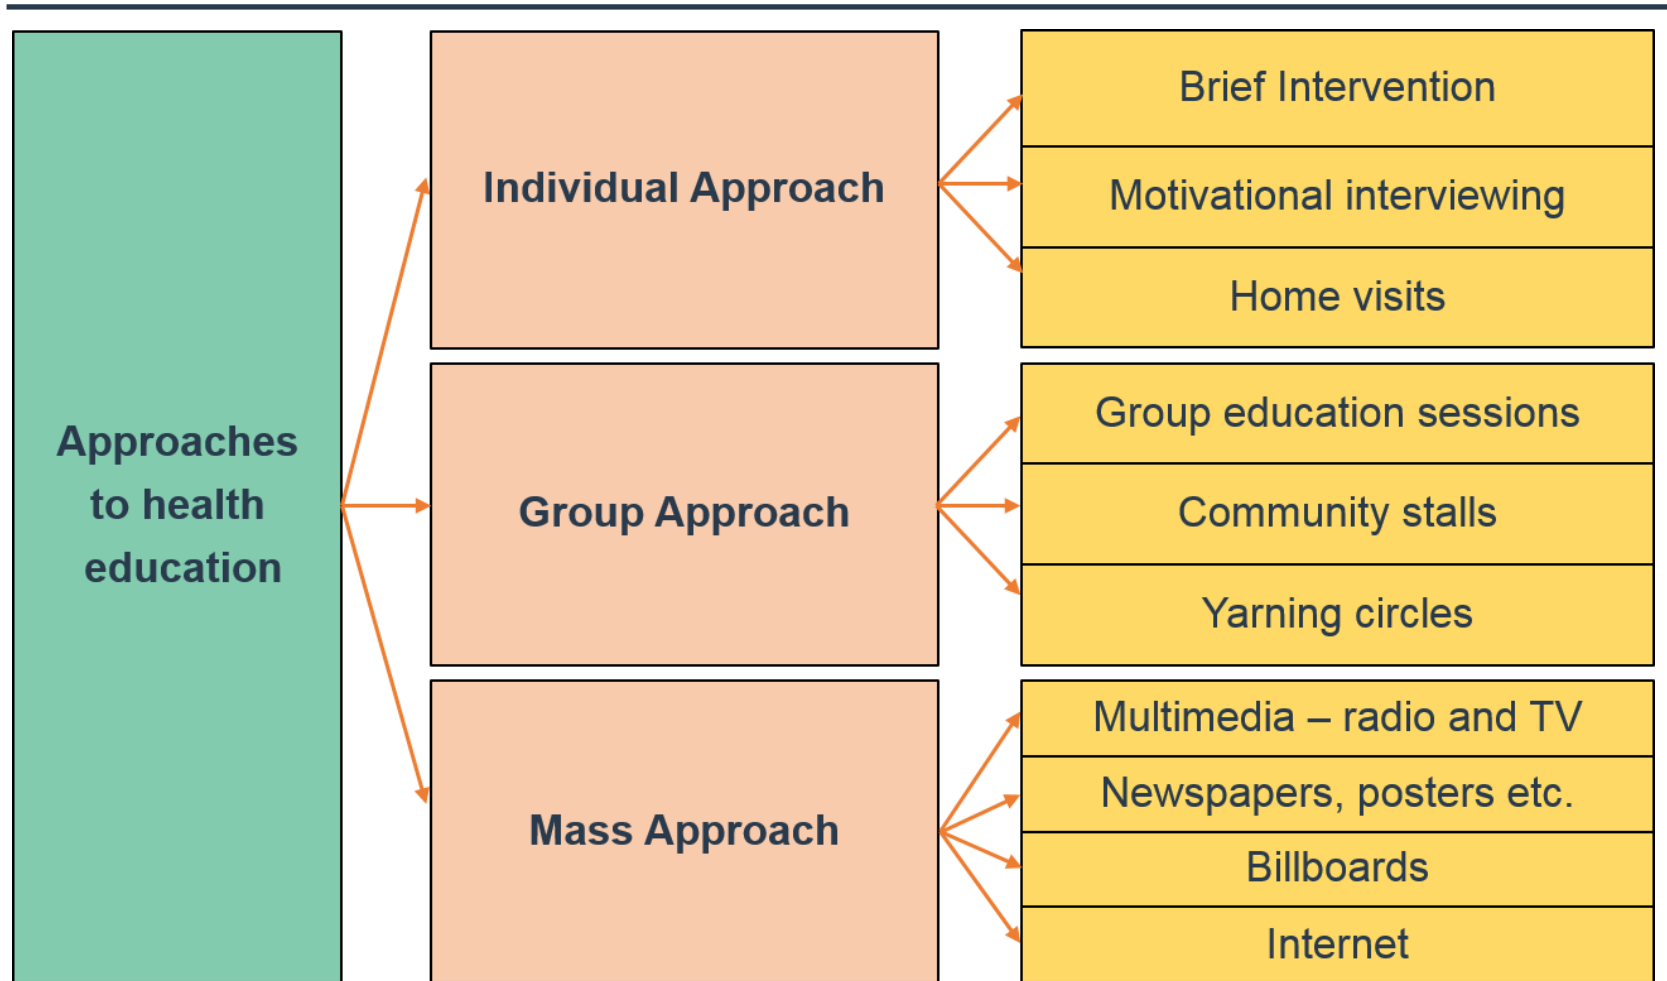 Approaches
to health
education
Individual Approach
Brief Intervention
Motivational interviewing
Home visits
Group Approach
Group education sessions
Community stalls
Yarning circles
Mass Approach
Multimedia – radio and TV
Newspapers, posters etc.
Billboards
Internet